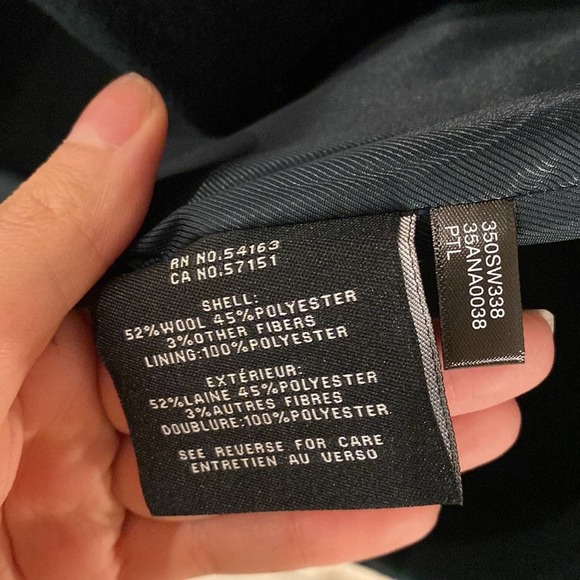 RN NO.54163
CA NO.57151
SHELL:
52%WOOL 45%POLYESTER
3%OTHER FIBERS
LINING:100%POLYESTER
EXTÉRIEUR:
52%LAINE 45%POLYESTER
3%AUTRES FIBRES
DOUBLURE:100%POLYESTER
SEE REVERSE FOR CARE
ENTRETIEN AU VERSO
350SW338
35ANA0038
PTL